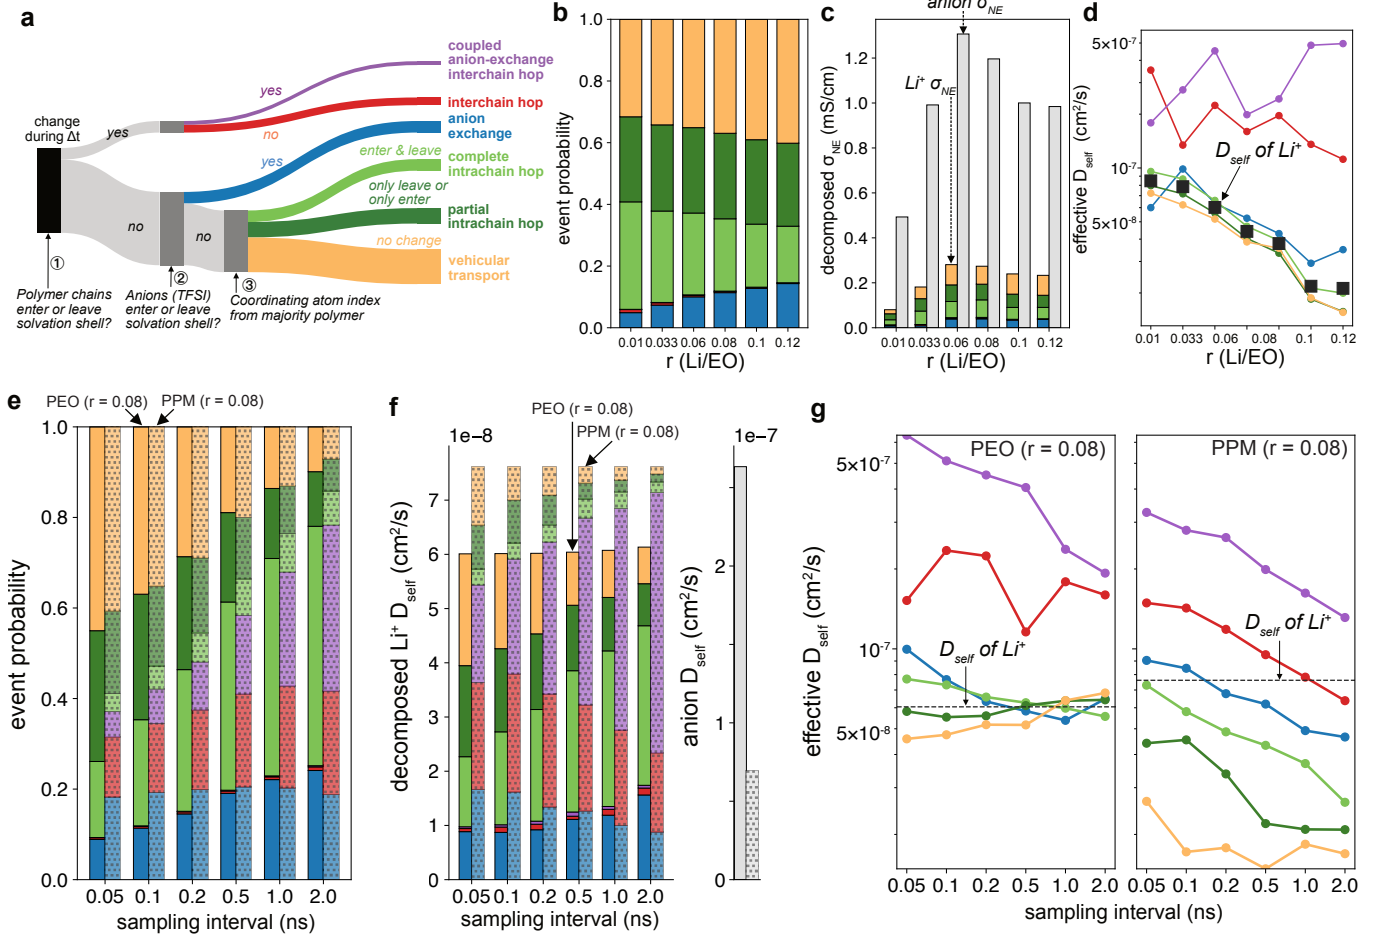 a
change
during Δt
yes
no
yes
no
yes
no
enter & leave
only leave or
only enter
no change
coupled
anion-exchange
interchain hop
interchain hop
anion
exchange
complete
intrachain hop
partial
intrachain hop
vehicular
transport
①
②
③
Polymer chains
enter or leave
solvation shell?
Anions (TFSI)
enter or leave
solvation shell?
Coordinating atom index
from majority polymer
b
event probability
1.0
0.8
0.6
0.4
0.2
0.0
0.01 0.033 0.06 0.08 0.1 0.12
r (Li/EO)
c
anion σNE
Li⁺ σNE
decomposed σNE (mS/cm)
1.2
1.0
0.8
0.6
0.4
0.2
0.0
0.01 0.033 0.06 0.08 0.1 0.12
r (Li/EO)
d
effective Dself (cm²/s)
5×10⁻⁷
10⁻⁷
5×10⁻⁸
Dself of Li⁺
0.01 0.033 0.06 0.08 0.1 0.12
r (Li/EO)
e
PEO (r = 0.08) PPM (r = 0.08)
event probability
1.0
0.8
0.6
0.4
0.2
0.0
0.05 0.1 0.2 0.5 1.0 2.0
sampling interval (ns)
f
PEO (r = 0.08)
PPM (r = 0.08)
1e-8
1e-7
decomposed Li⁺ Dself (cm²/s)
7
6
5
4
3
2
1
0
0.05 0.1 0.2 0.5 1.0 2.0
sampling interval (ns)
anion Dself (cm²/s)
2
1
0
g
PEO (r = 0.08)
PPM (r = 0.08)
effective Dself (cm²/s)
5×10⁻⁷
10⁻⁷
5×10⁻⁸
Dself of Li⁺
Dself of Li⁺
0.05 0.1 0.2 0.5 1.0 2.0
0.05 0.1 0.2 0.5 1.0 2.0
sampling interval (ns)